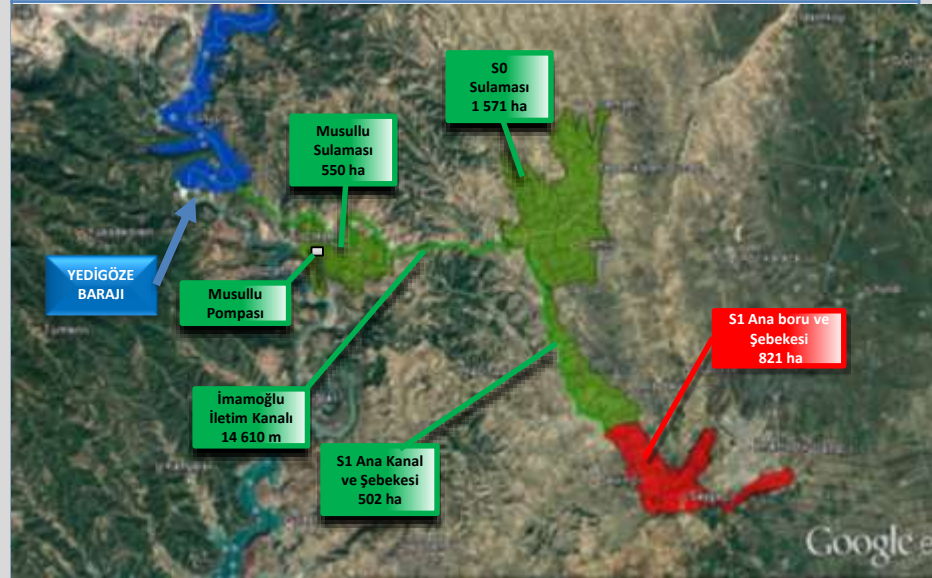 S0
Sulaması
1 571 ha
Musullu
Sulaması
550 ha
YEDİGÖZE
BARAJI
Musullu
Pompası
S1 Ana boru ve
Şebekesi
821 ha
İmamoğlu
İletim Kanalı
14 610 m
S1 Ana Kanal
ve Şebekesi
502 ha
Google e